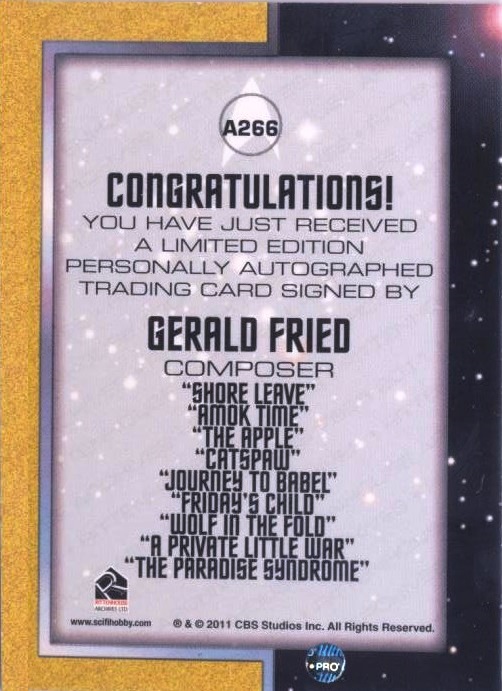 A266
CONGRATULATIONS!
YOU HAVE JUST RECEIVED
A LIMITED EDITION
PERSONALLY AUTOGRAPHED
TRADING CARD SIGNED BY
GERALD FRIED
COMPOSER
"SHORE LEAVE"
"AMOK TIME"
"THE APPLE"
"CATSPAW"
"JOURNEY TO BABEL"
"FRIDAY'S CHILD"
"WOLF IN THE FOLD"
"A PRIVATE LITTLE WAR"
"THE PARADISE SYNDROME"
RITTENHOUSE
ARCHIVES LTD
www.scifihobby.com ® & © 2011 CBS Studios Inc. All Rights Reserved.
PRO